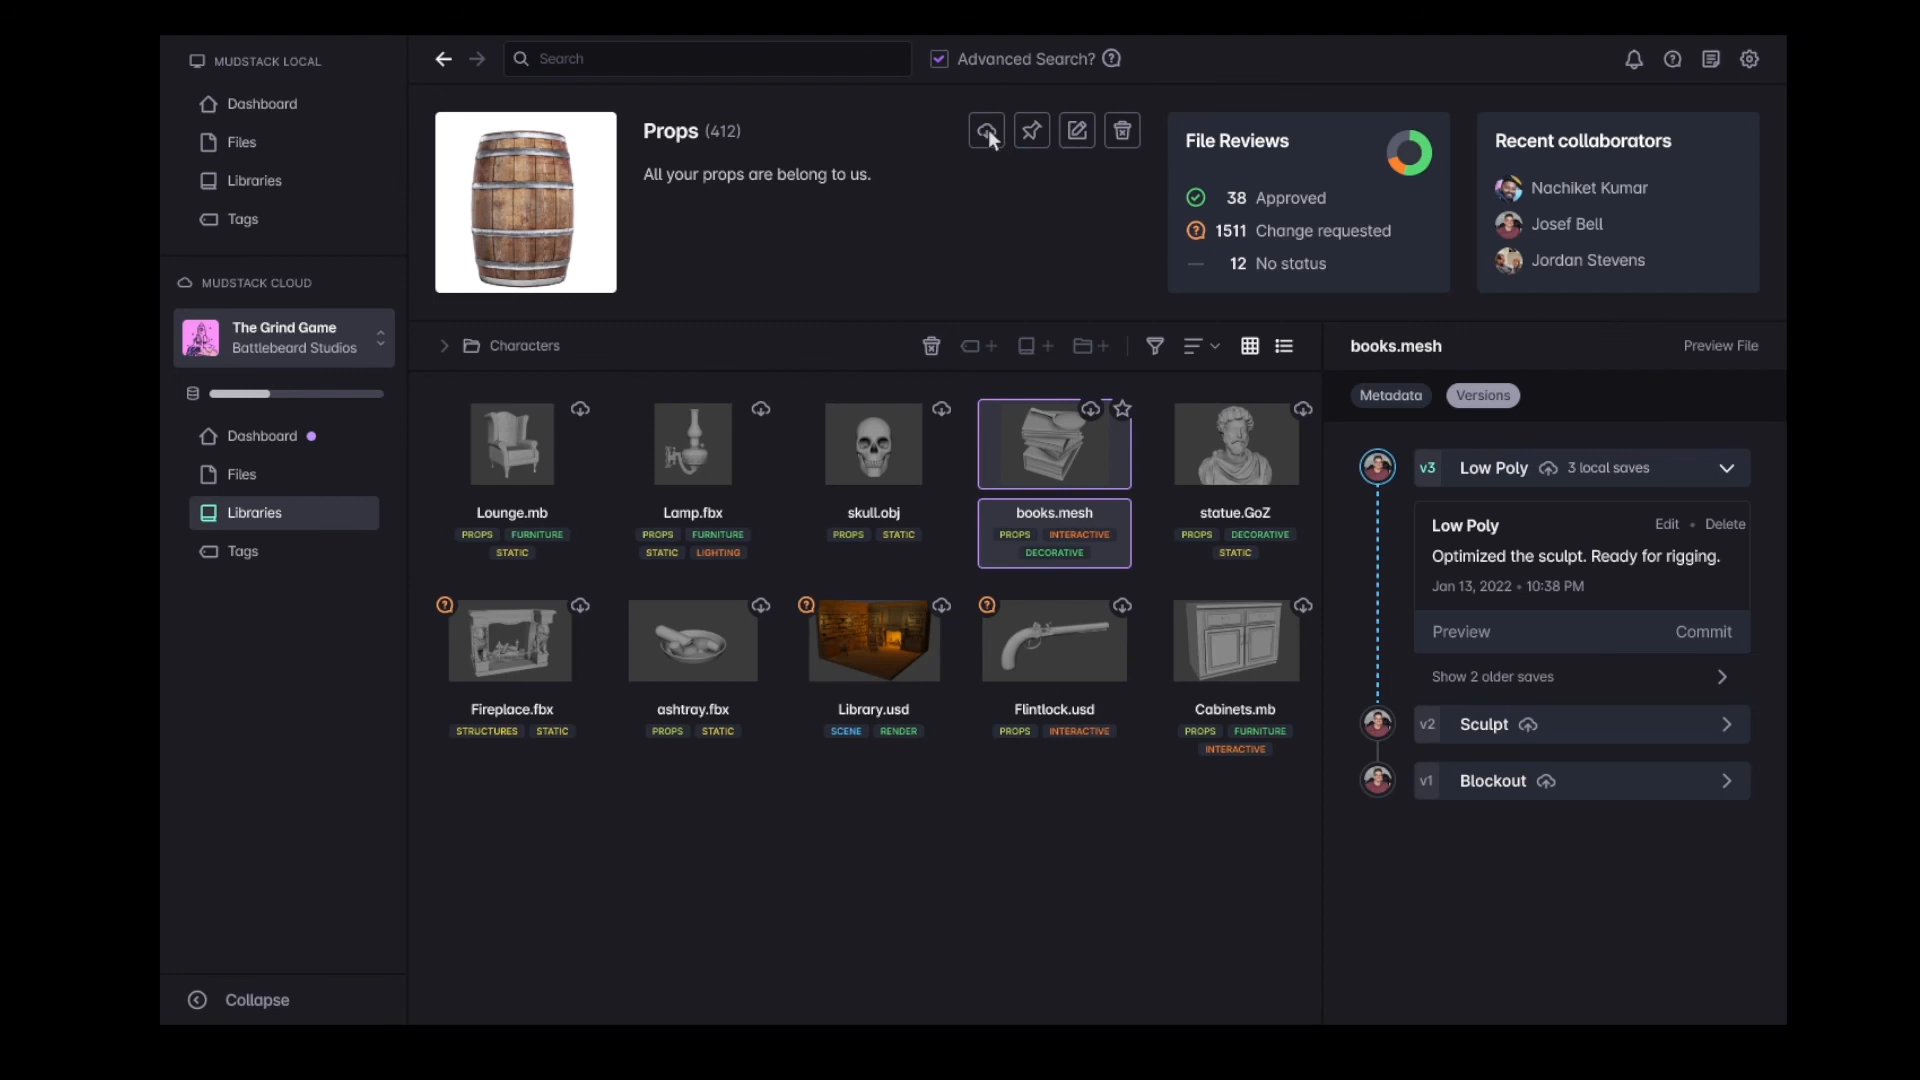 MUDSTACK LOCAL
Dashboard
Files
Libraries
Tags
MUDSTACK CLOUD
The Grind Game
Battlebeard Studios
Dashboard
Files
Libraries
Tags
Collapse
Search
Advanced Search?
Props (412)
All your props are belong to us.
File Reviews
38 Approved
1511 Change requested
12 No status
Recent collaborators
Nachiket Kumar
Josef Bell
Jordan Stevens
Characters
Lounge.mb
PROPS FURNITURE
STATIC
Lamp.fbx
PROPS FURNITURE
STATIC LIGHTING
skull.obj
PROPS STATIC
books.mesh
PROPS INTERACTIVE
DECORATIVE
statue.GoZ
PROPS DECORATIVE
STATIC
Fireplace.fbx
STRUCTURES STATIC
ashtray.fbx
PROPS STATIC
Library.usd
SCENE RENDER
Flintlock.usd
PROPS INTERACTIVE
Cabinets.mb
PROPS FURNITURE
INTERACTIVE
books.mesh
Preview File
Metadata
Versions
v3 Low Poly 3 local saves
Low Poly
Edit • Delete
Optimized the sculpt. Ready for rigging.
Jan 13, 2022 • 10:38 PM
Preview
Commit
Show 2 older saves
v2 Sculpt
v1 Blockout